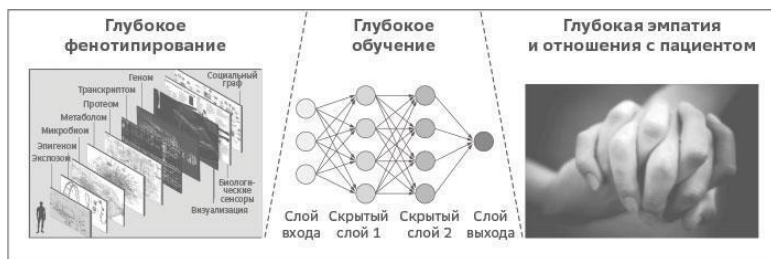 Глубокое
фенотипирование
Социальный
граф
Геном
Транскриптом
Протеом
Метаболом
Микробиом
Эпигеном
Экспозом
Биологи-
ческие
сенсоры
Визуализация
Глубокое
обучение
Слой
входа
Скрытый
слой 1
Скрытый
слой 2
Слой
выхода
Глубокая эмпатия
и отношения с пациентом